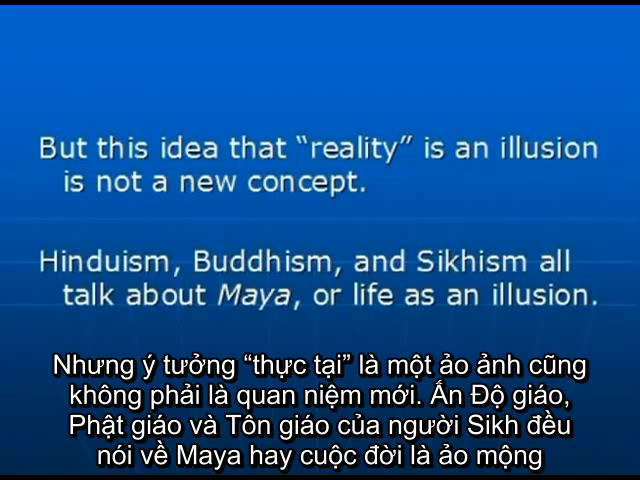 But this idea that “reality” is an illusion
is not a new concept.
Hinduism, Buddhism, and Sikhism all
talk about Maya, or life as an illusion.
Nhưng ý tưởng “thực tại” là một ảo ảnh cũng
không phải là quan niệm mới. Ấn Độ giáo,
Phật giáo và Tôn giáo của người Sikh đều
nói về Maya hay cuộc đời là ảo mộng